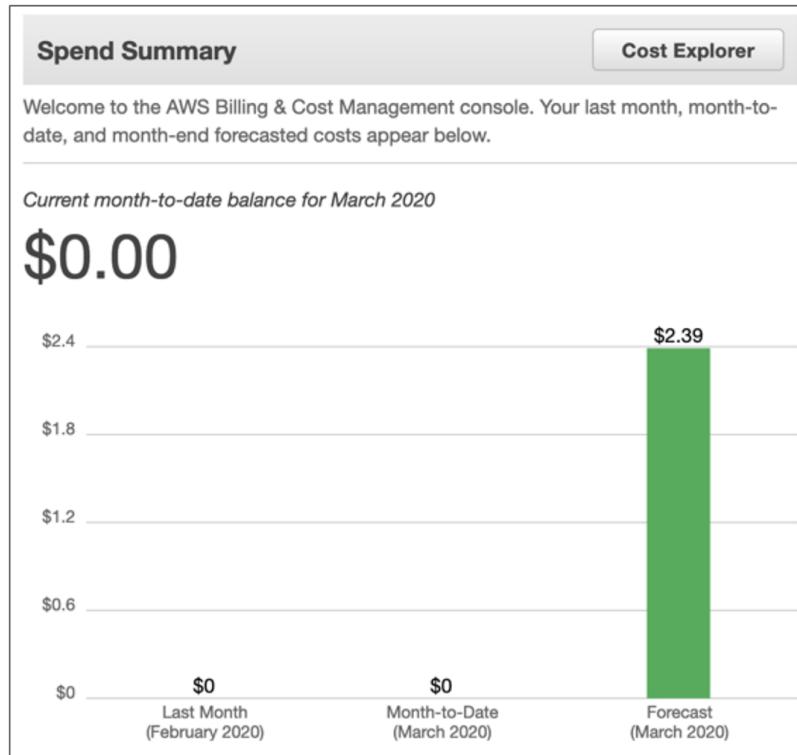 Spend Summary
Cost Explorer
Welcome to the AWS Billing & Cost Management console. Your last month, month-to-
date, and month-end forecasted costs appear below.
Current month-to-date balance for March 2020
$0.00
$2.39
$2.4
$1.8
$1.2
$0.6
$0
$0
$0
Last Month
(February 2020)
Month-to-Date
(March 2020)
Forecast
(March 2020)